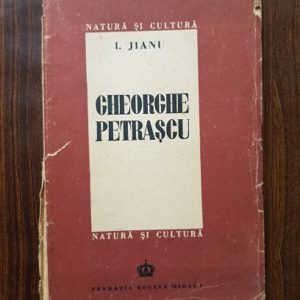 NATURĂ ȘI CULTURĂ
I. JIANU
GHEORGHE
PETRAȘCU
NATURĂ ȘI CULTURĂ
FUNDAȚIA REGELE MIHAI I